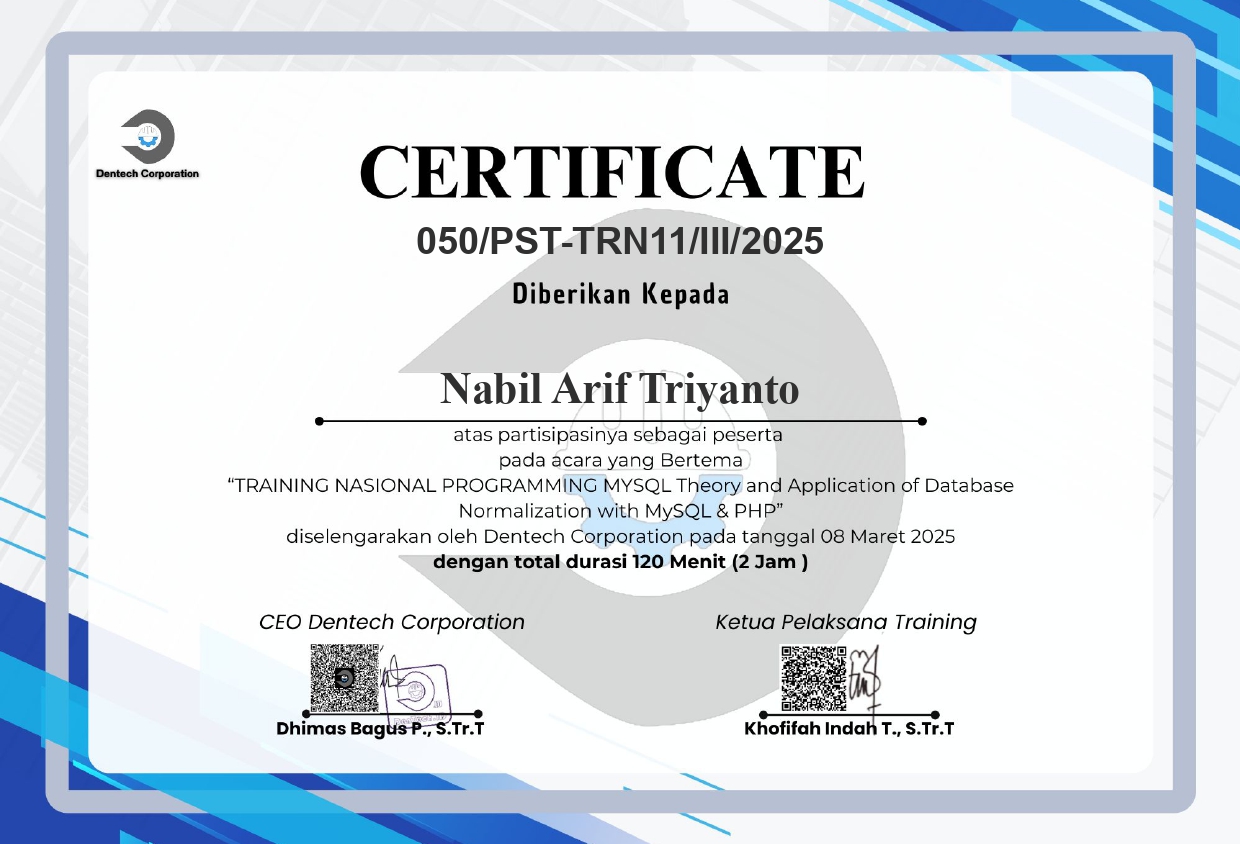 Dentech Corporation
CERTIFICATE
050/PST-TRN11/III/2025
Diberikan Kepada
Nabil Arif Triyanto
atas partisipasinya sebagai peserta
pada acara yang Bertema
“TRAINING NASIONAL PROGRAMMING MYSQL Theory and Application of Database
Normalization with MySQL & PHP”
diselengarakan oleh Dentech Corporation pada tanggal 08 Maret 2025
dengan total durasi 120 Menit (2 Jam )
CEO Dentech Corporation
Ketua Pelaksana Training
Dhimas Bagus P., S.Tr.T
Khofifah Indah T., S.Tr.T